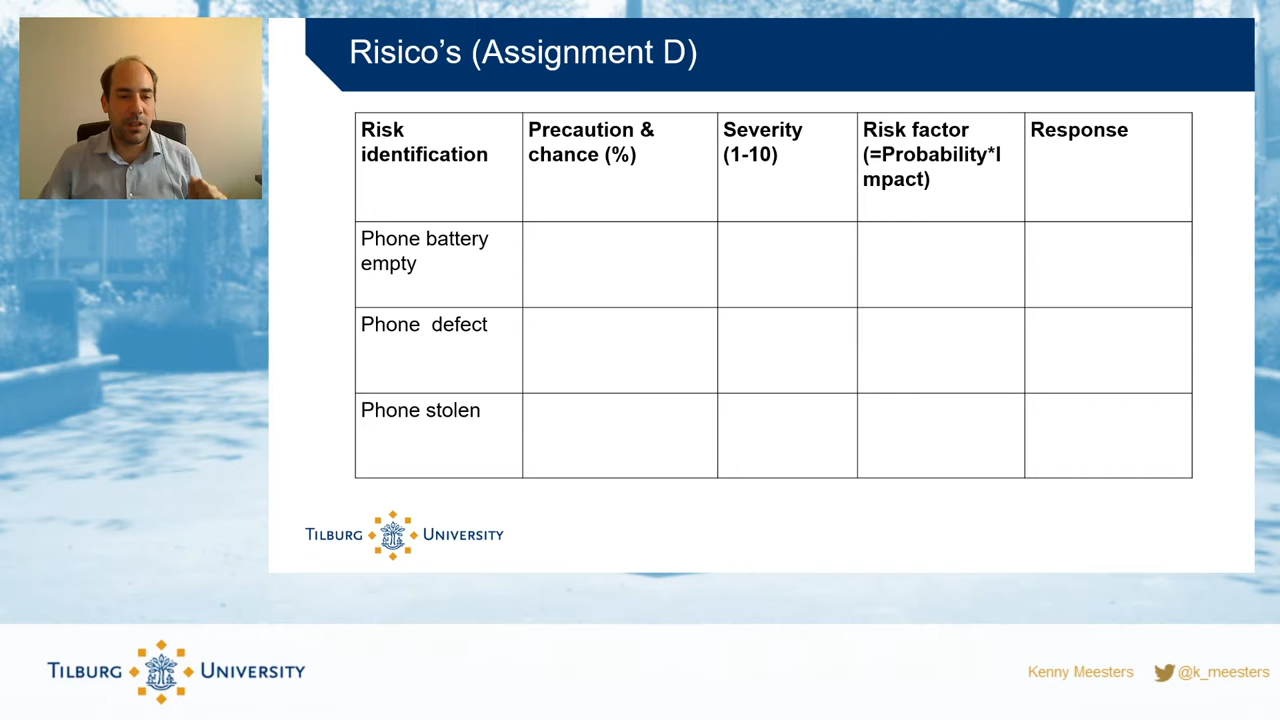 Risico's (Assignment D)
Risk
identification
Precaution &
chance (%)
Severity
(1-10)
Risk factor
(=Probability*I
mpact)
Response
Phone battery
empty
Phone  defect
Phone stolen
TILBURG UNIVERSITY
TILBURG UNIVERSITY
Kenny Meesters @k_meesters